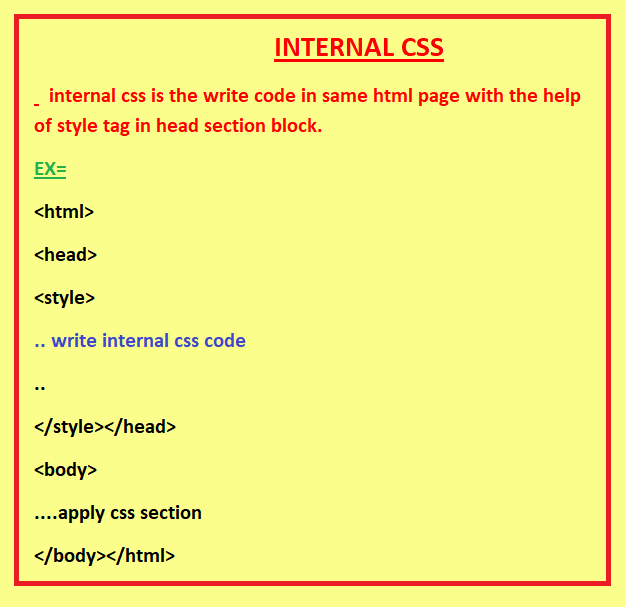 INTERNAL CSS
- internal css is the write code in same html page with the help
of style tag in head section block.
EX=
<html>
<head>
<style>
.. write internal css code
..
</style></head>
<body>
....apply css section
</body></html>